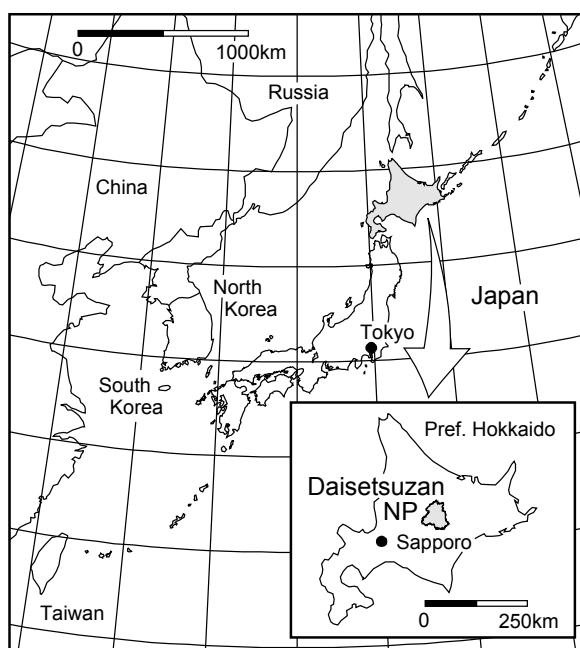 0 1000km
Russia
China
North
Korea
Japan
Tokyo
South
Korea
Pref. Hokkaido
Daisetsuzan
NP
Sapporo
Taiwan
0 250km